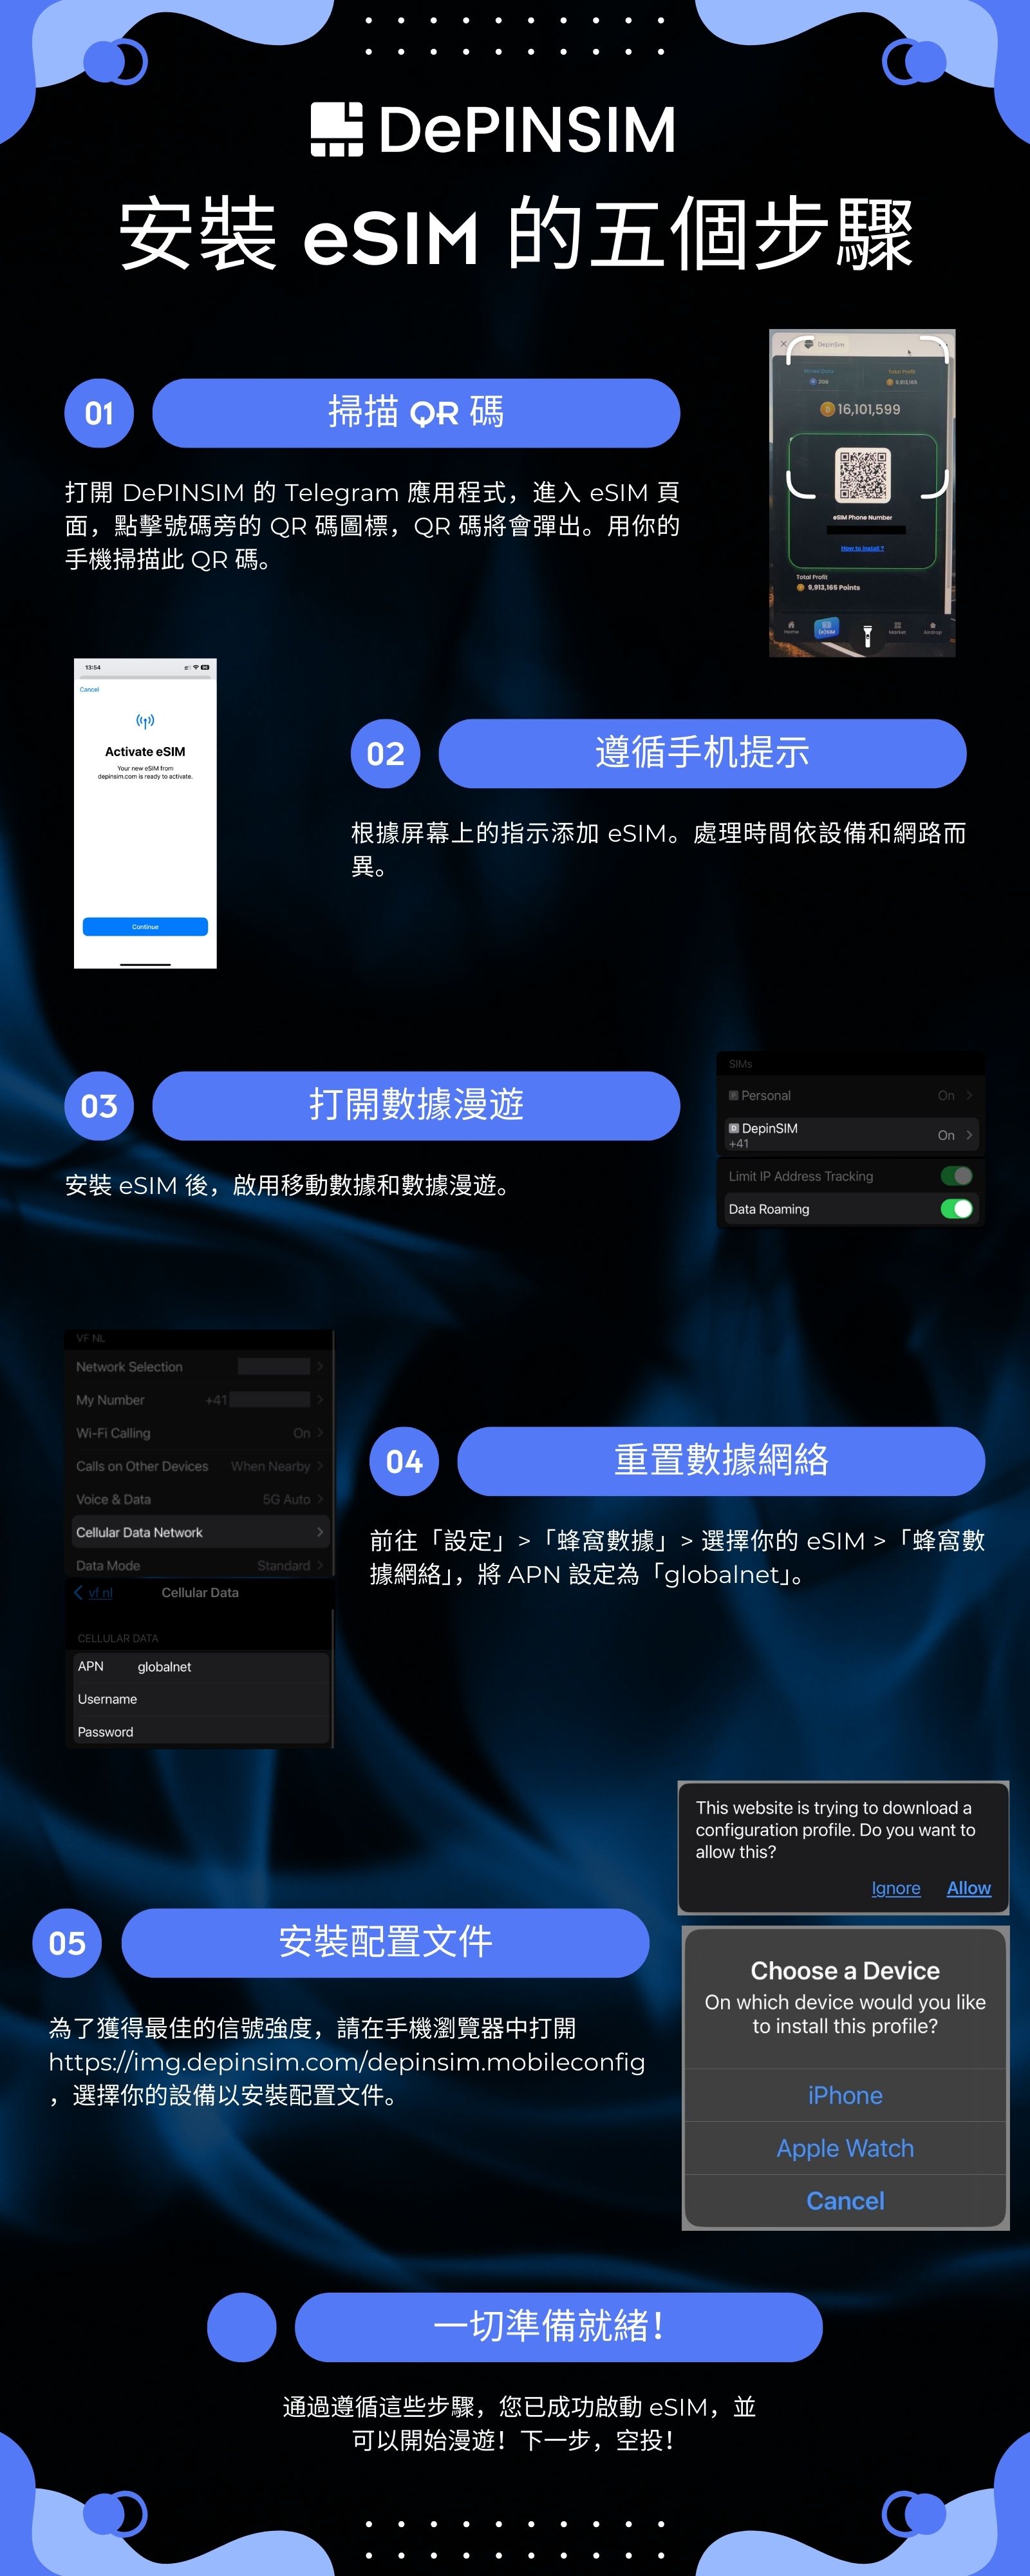 DePINSIM
安裝 eSIM 的五個步驟
01
掃描 QR 碼
打開 DePINSIM 的 Telegram 應用程式，進入 eSIM 頁
面，點擊號碼旁的 QR 碼圖標，QR 碼將會彈出。用你的
手機掃描此 QR 碼。
DepinSim
Total Profit
9,913,165
16,101,599
eSIM Phone Number
How to install ?
Total Profit
9,913,165 Points
Home
(e)SIM
Market
Airdrop
13:54
Cancel
Activate eSIM
Your new eSIM from
depinsim.com is ready to activate.
Continue
02
遵循手机提示
根據屏幕上的指示添加 eSIM。處理時間依設備和網路而
異。
03
打開數據漫遊
安裝 eSIM 後，啟用移動數據和數據漫遊。
SIMs
P Personal On
D DepinSIM On
+41
Limit IP Address Tracking
Data Roaming
VF NL
Network Selection
My Number +41
Wi-Fi Calling On
Calls on Other Devices When Nearby
Voice & Data 5G Auto
Cellular Data Network
Data Mode Standard
vf nl Cellular Data
CELLULAR DATA
APN globalnet
Username
Password
04
重置數據網絡
前往「設定」>「蜂窩數據」> 選擇你的 eSIM >「蜂窩數
據網絡」，將 APN 設定為「globalnet」。
This website is trying to download a
configuration profile. Do you want to
allow this?
Ignore Allow
05
安裝配置文件
為了獲得最佳的信號強度，請在手機瀏覽器中打開
https://img.depinsim.com/depinsim.mobileconfig
，選擇你的設備以安裝配置文件。
Choose a Device
On which device would you like
to install this profile?
iPhone
Apple Watch
Cancel
一切準備就緒！
通過遵循這些步驟，您已成功啟動 eSIM，並
可以開始漫遊！下一步，空投！